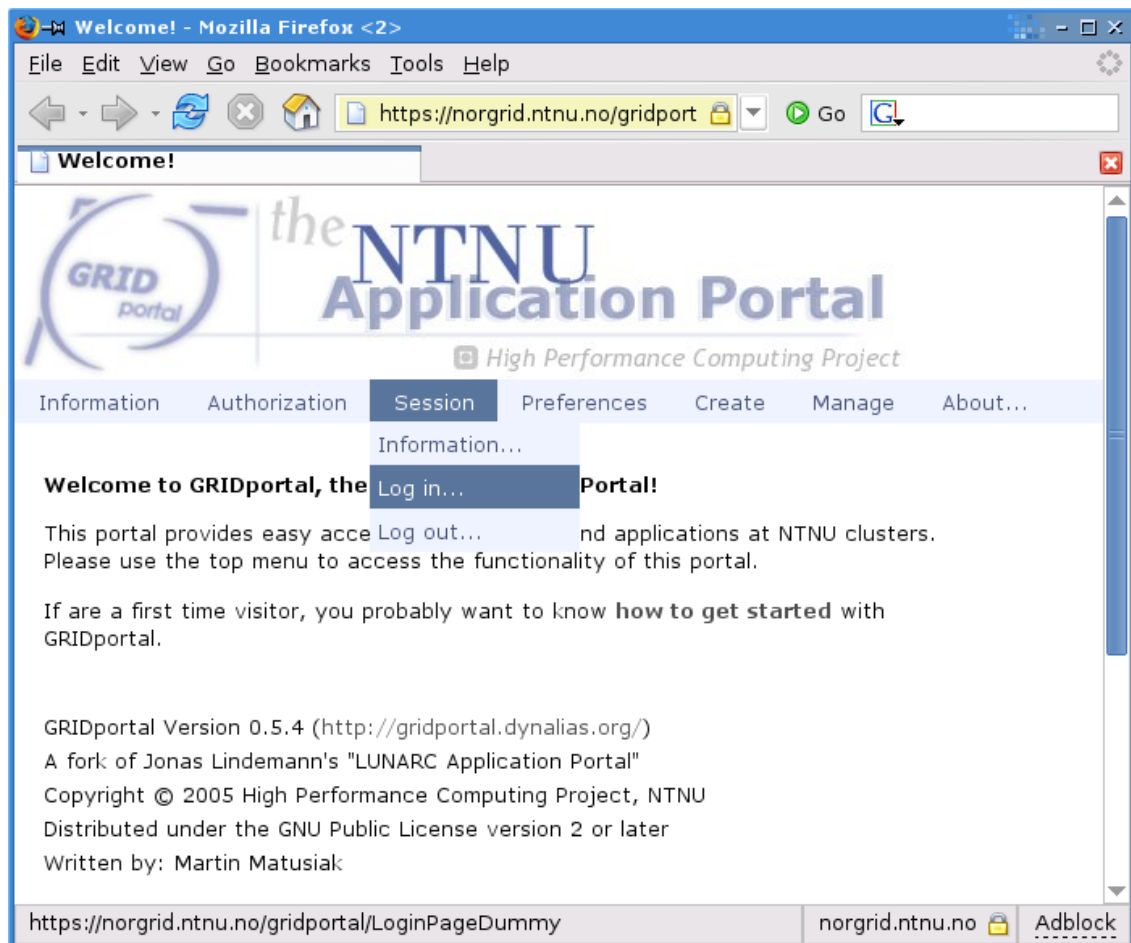 Welcome! - Mozilla Firefox <2>
File Edit View Go Bookmarks Tools Help
https://norgrid.ntnu.no/gridport Go G
Welcome!
GRID portal
the NTNU
Application Portal
High Performance Computing Project
Information Authorization Session Preferences Create Manage About...
Information...
Log in...
Log out...
Welcome to GRIDportal, the Portal!
This portal provides easy acce nd applications at NTNU clusters.
Please use the top menu to access the functionality of this portal.
If are a first time visitor, you probably want to know how to get started with
GRIDportal.
GRIDportal Version 0.5.4 (http://gridportal.dynalias.org/)
A fork of Jonas Lindemann's "LUNARC Application Portal"
Copyright © 2005 High Performance Computing Project, NTNU
Distributed under the GNU Public License version 2 or later
Written by: Martin Matusiak
https://norgrid.ntnu.no/gridportal/LoginPageDummy norgrid.ntnu.no Adblock